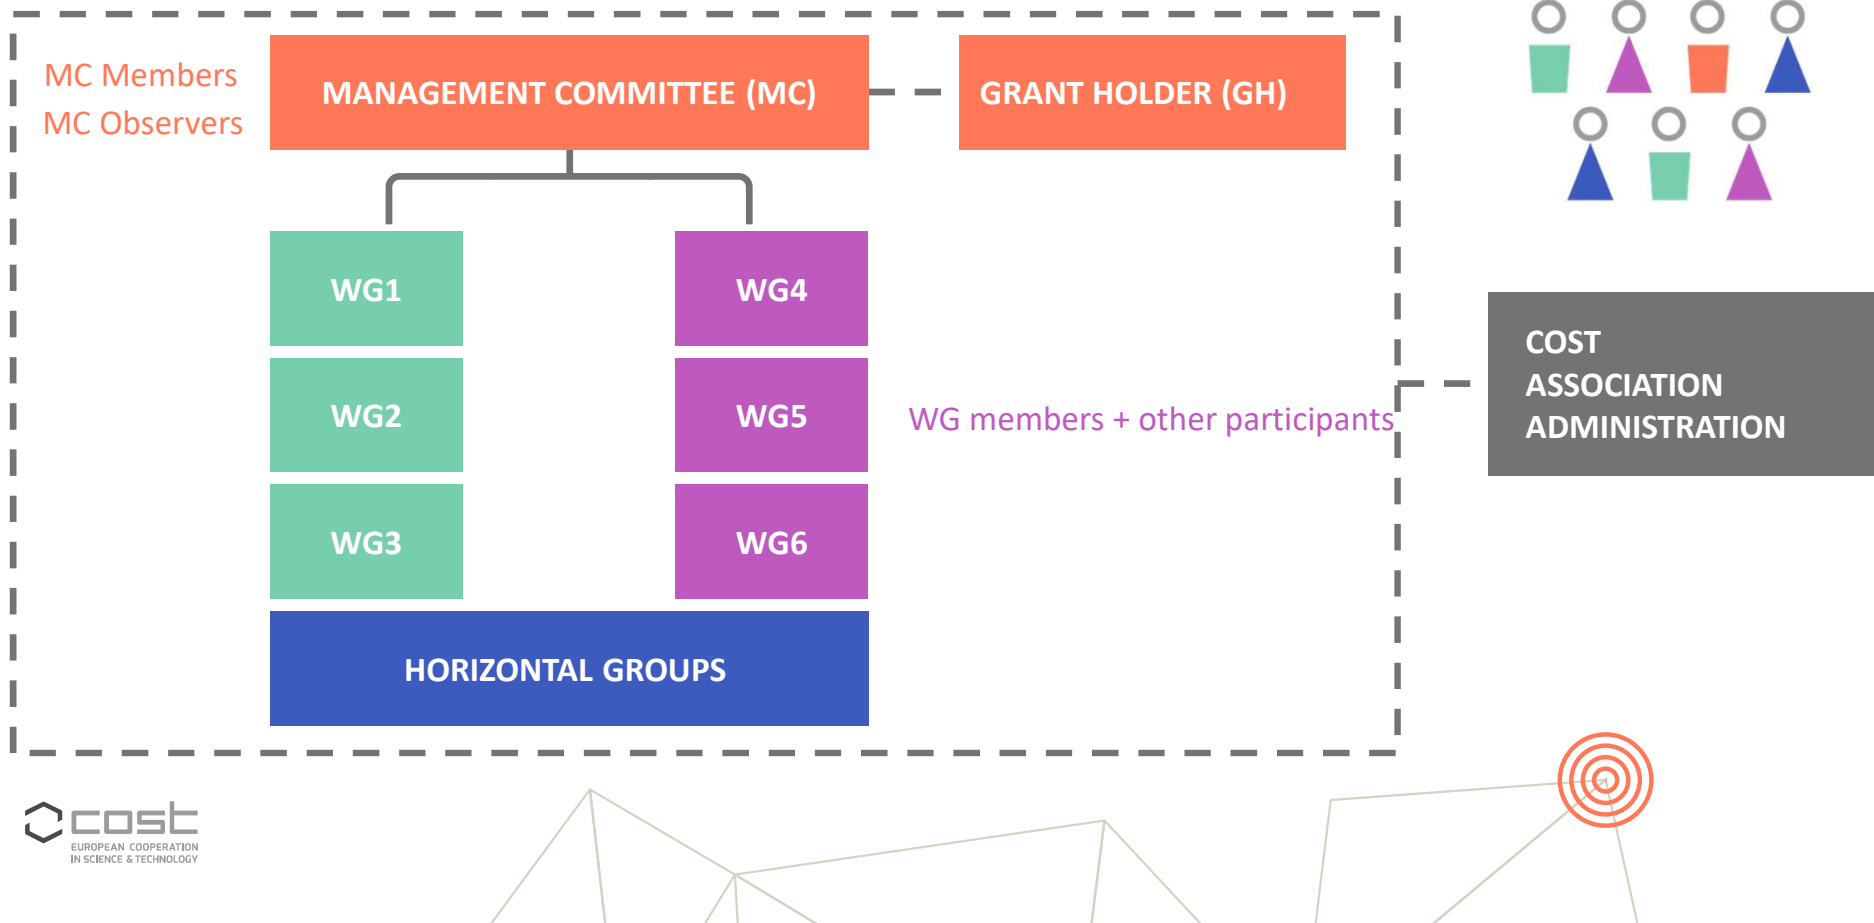 MC Members
MC Observers
MANAGEMENT COMMITTEE (MC)
GRANT HOLDER (GH)
WG1
WG4
WG2
WG5
WG members + other participants
WG3
WG6
HORIZONTAL GROUPS
COST
ASSOCIATION
ADMINISTRATION
cost
EUROPEAN COOPERATION
IN SCIENCE & TECHNOLOGY